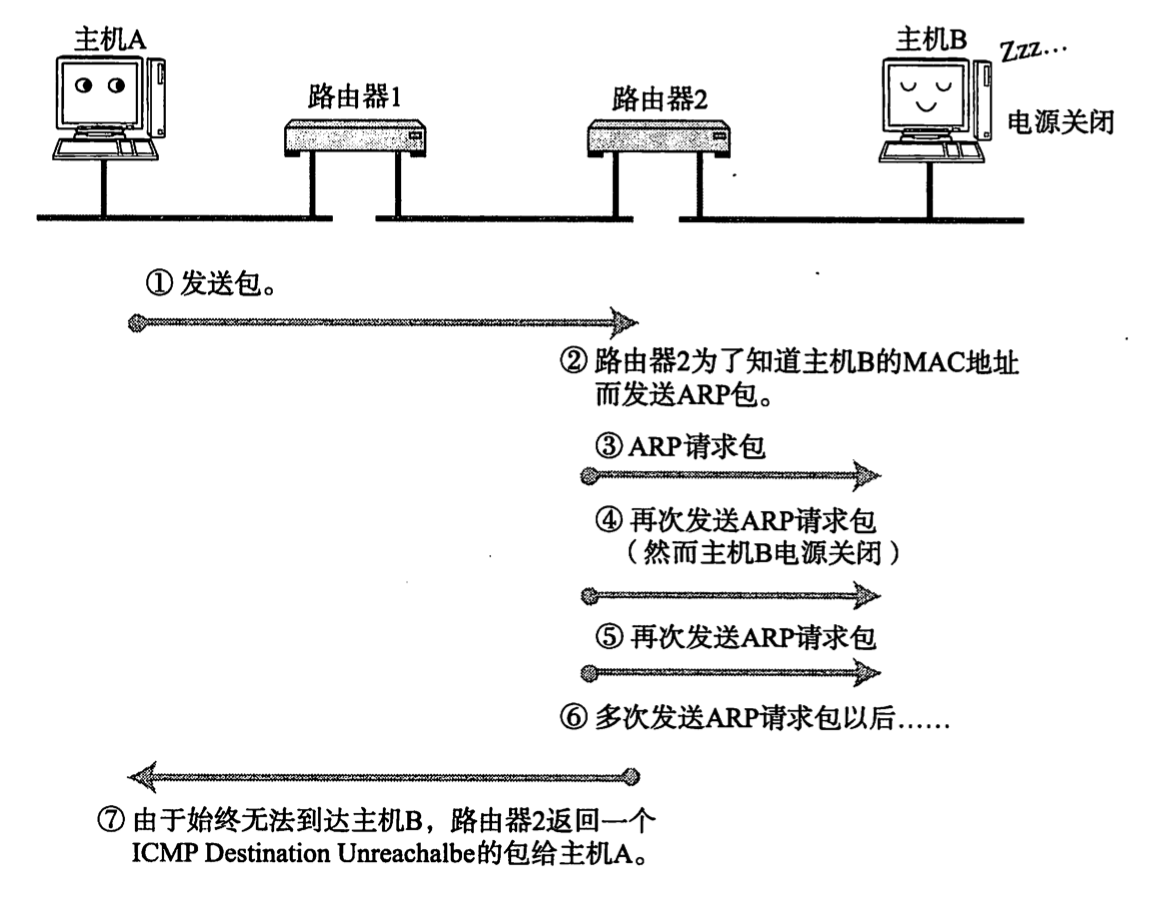 主机A
主机B
Zzz…
路由器1
路由器2
电源关闭
① 发送包。
② 路由器2为了知道主机B的MAC地址
而发送ARP包。
③ ARP请求包
④ 再次发送ARP请求包
（然而主机B电源关闭）
⑤ 再次发送ARP请求包
⑥ 多次发送ARP请求包以后……
⑦ 由于始终无法到达主机B，路由器2返回一个
ICMP Destination Unreachalbe的包给主机A。